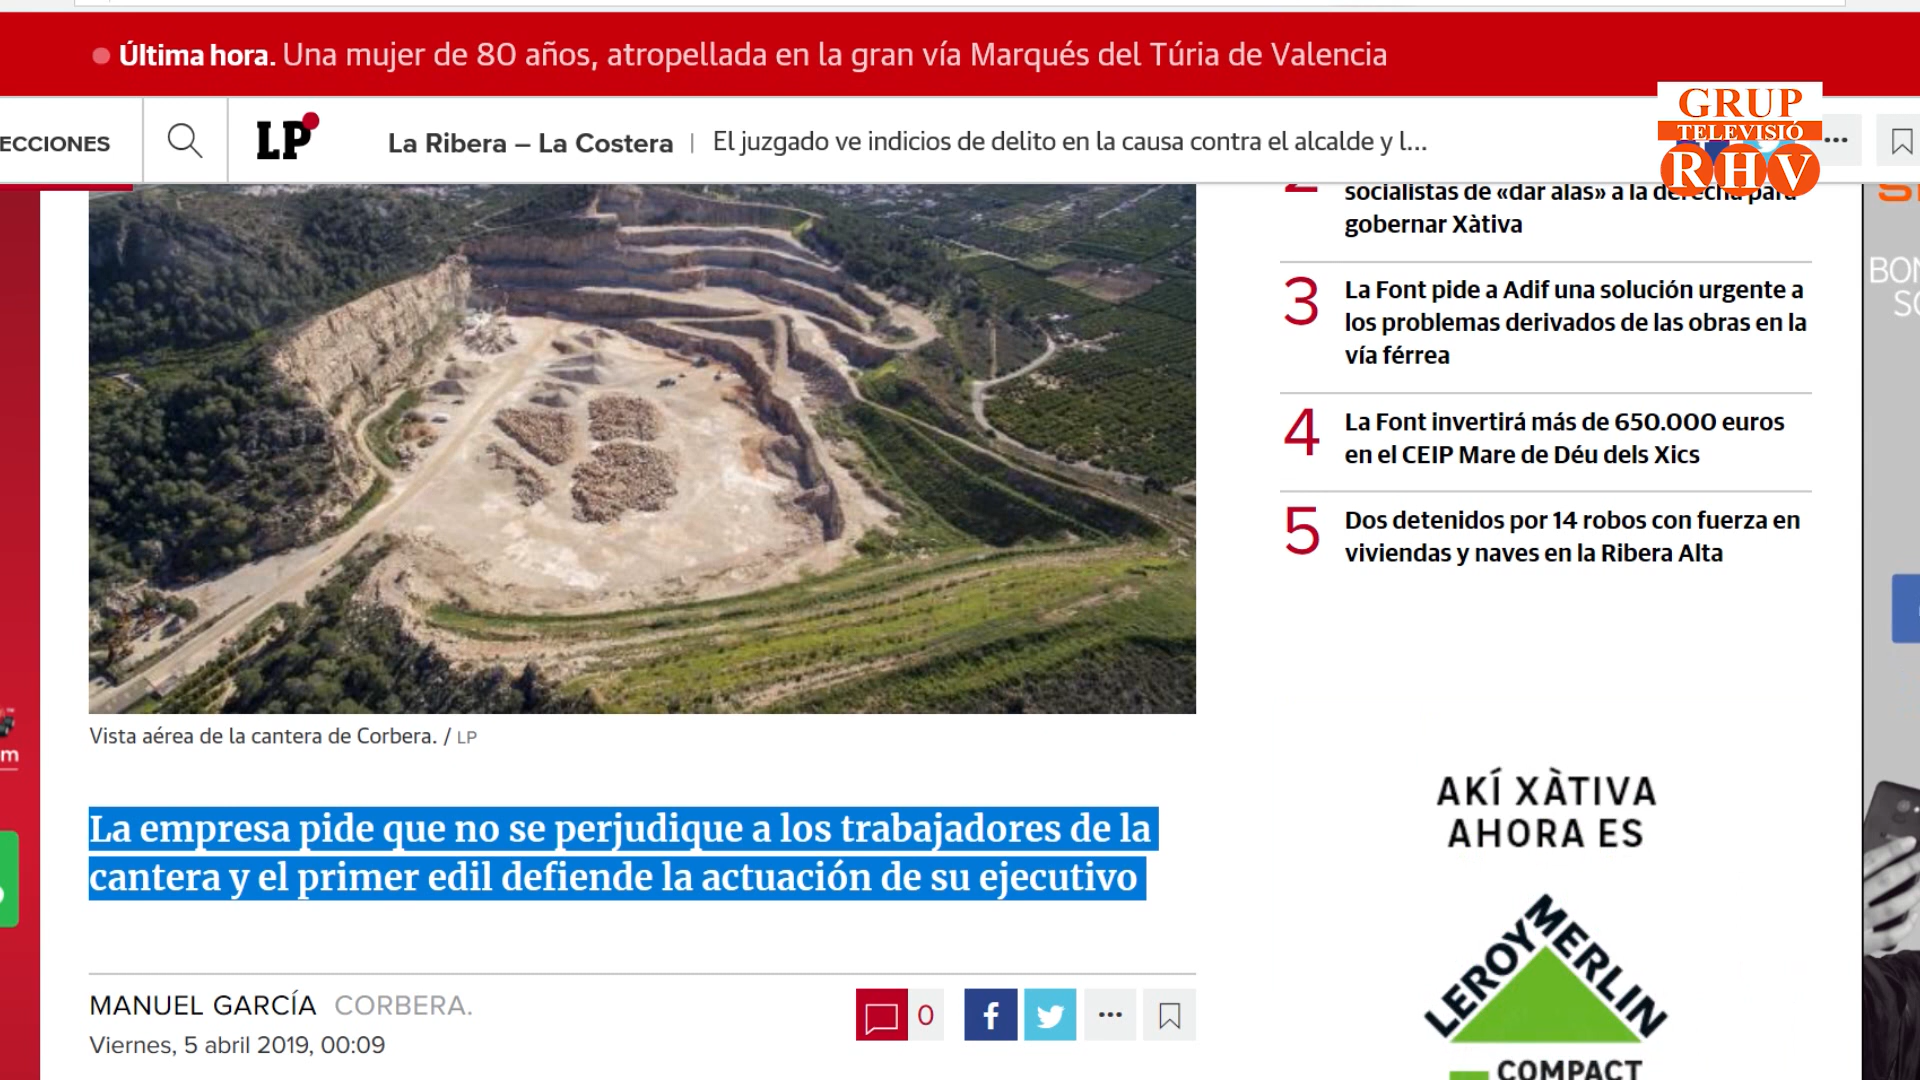 Última hora. Una mujer de 80 años, atropellada en la gran vía Marqués del Túria de Valencia
ECCIONES
LP
La Ribera – La Costera | El juzgado ve indicios de delito en la causa contra el alcalde y l...
GRUP
TELEVISIÓ
RHV
socialistas de «dar alas» a la derecha para
gobernar Xàtiva
3
La Font pide a Adif una solución urgente a
los problemas derivados de las obras en la
vía férrea
4
La Font invertirá más de 650.000 euros
en el CEIP Mare de Déu dels Xics
5
Dos detenidos por 14 robos con fuerza en
viviendas y naves en la Ribera Alta
BON
SO
m
Vista aérea de la cantera de Corbera. / LP
La empresa pide que no se perjudique a los trabajadores de la
cantera y el primer edil defiende la actuación de su ejecutivo
MANUEL GARCÍA CORBERA.
Viernes, 5 abril 2019, 00:09
0
AKÍ XÀTIVA
AHORA ES
LEROY MERLIN
COMPACT